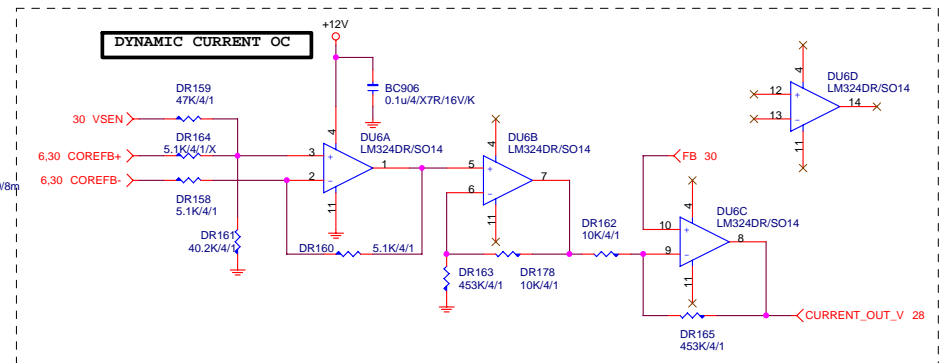 DYNAMIC CURRENT OC
+12V
BC906
0.1u/4/X7R/16V/K
DR159
47K/4/1
30 VSEN
DR164
5.1K/4/1/X
6,30 COREFB+
6,30 COREFB-
DR158
5.1K/4/1
DR161
40.2K/4/1
DU6A
LM324DR/SO14
3
2
1
4
11
+
−
DR160
5.1K/4/1
DU6B
LM324DR/SO14
5
6
7
4
11
+
−
DR163
453K/4/1
DR178
10K/4/1
DR162
10K/4/1
FB 30
DU6C
LM324DR/SO14
10
9
8
4
11
+
−
DR165
453K/4/1
CURRENT_OUT_V 28
DU6D
LM324DR/SO14
12
13
14
4
11
+
−
/8m